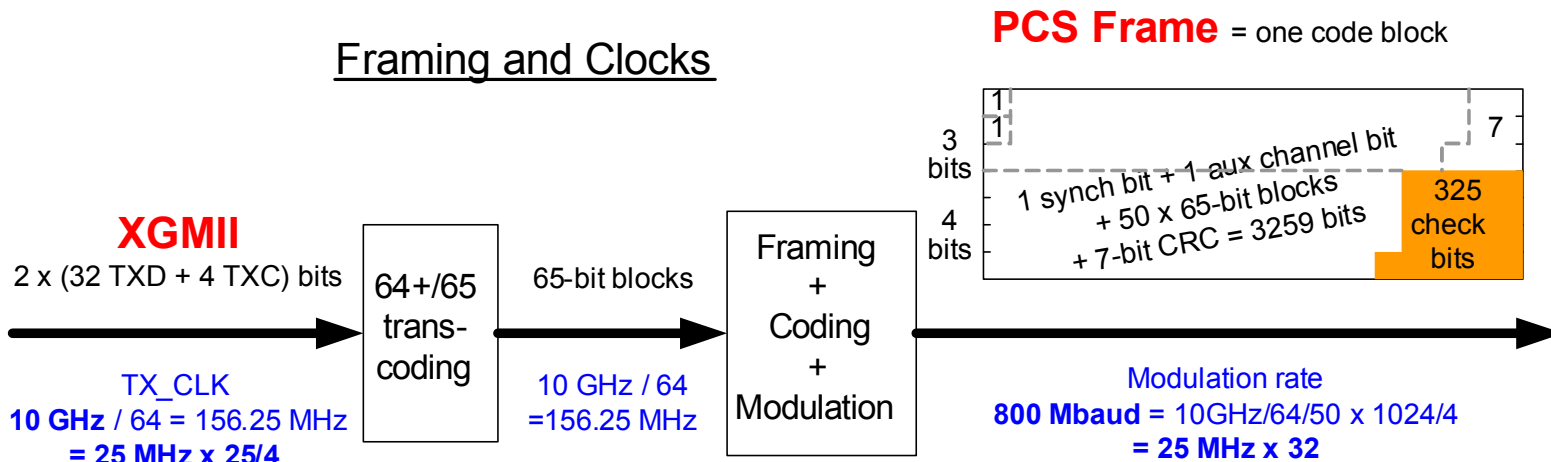 Framing and Clocks
PCS Frame = one code block
1
1
7
3
bits
4
bits
1 synch bit + 1 aux channel bit
+ 50 x 65-bit blocks
+ 7-bit CRC = 3259 bits
325
check
bits
XGMII
2 x (32 TXD + 4 TXC) bits
TX_CLK
10 GHz / 64 = 156.25 MHz
= 25 MHz x 25/4
64+/65
trans-
coding
65-bit blocks
10 GHz / 64
=156.25 MHz
Framing
+
Coding
+
Modulation
Modulation rate
800 Mbaud = 10GHz/64/50 x 1024/4
= 25 MHz x 32